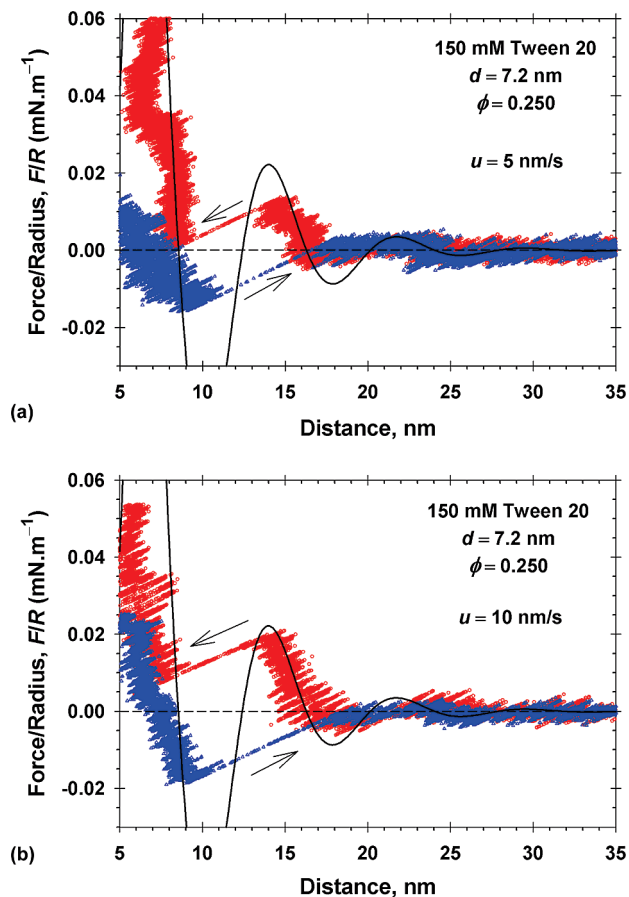 0.06
0.04
0.02
0.00
-0.02
Force/Radius, F/R (mN.m⁻¹)
150 mM Tween 20
d = 7.2 nm
ϕ = 0.250
u = 5 nm/s
5 10 15 20 25 30 35
(a)
Distance, nm
0.06
0.04
0.02
0.00
-0.02
Force/Radius, F/R (mN.m⁻¹)
150 mM Tween 20
d = 7.2 nm
ϕ = 0.250
u = 10 nm/s
5 10 15 20 25 30 35
(b)
Distance, nm